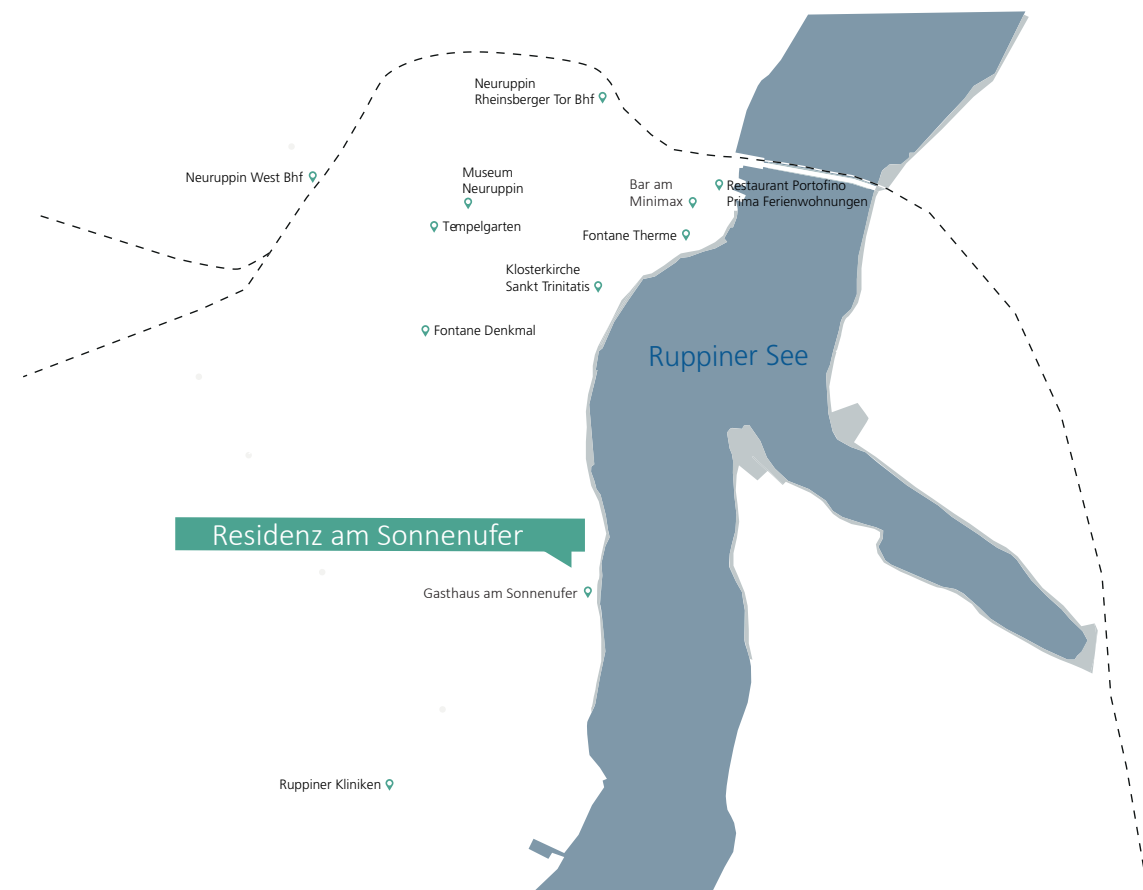 Neuruppin
Rheinsberger Tor Bhf
Neuruppin West Bhf
Museum
Neuruppin
Bar am
Minimax
Restaurant Portofino
Prima Ferienwohnungen
Tempelgarten
Fontane Therme
Klosterkirche
Sankt Trinitatis
Fontane Denkmal
Ruppiner See
Residenz am Sonnenufer
Gasthaus am Sonnenufer
Ruppiner Kliniken